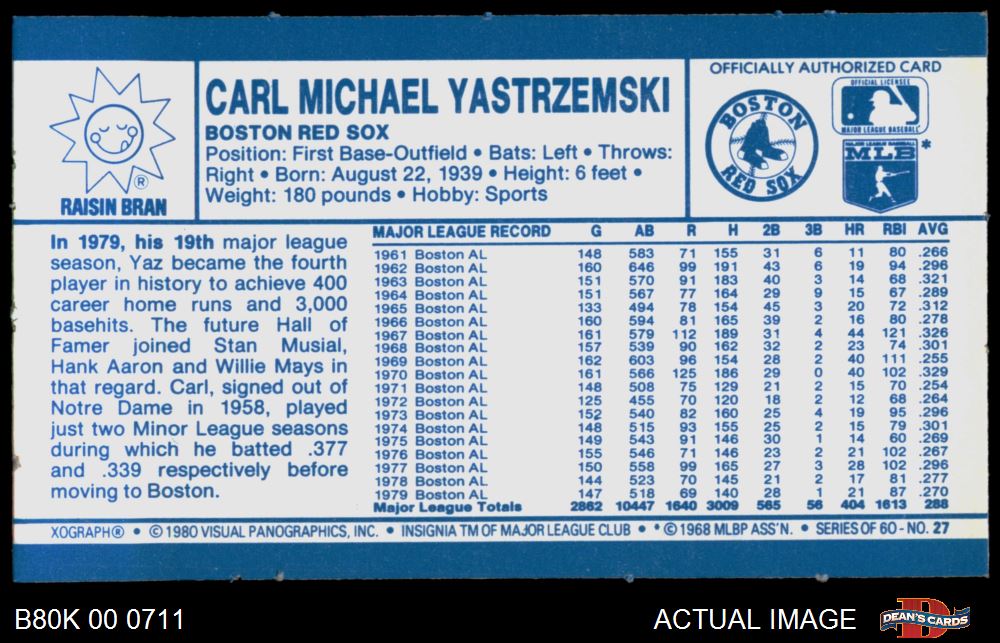 RAISIN BRAN
®
CARL MICHAEL YASTRZEMSKI
BOSTON RED SOX
Position: First Base-Outfield • Bats: Left • Throws:
Right • Born: August 22, 1939 • Height: 6 feet •
Weight: 180 pounds • Hobby: Sports
OFFICIALLY AUTHORIZED CARD
BOSTON
RED SOX
OFFICIAL LICENSEE
MAJOR LEAGUE BASEBALL
MAJOR LEAGUE BASEBALL
MLB *
In 1979, his 19th major league
season, Yaz became the fourth
player in history to achieve 400
career home runs and 3,000
basehits. The future Hall of
Famer joined Stan Musial,
Hank Aaron and Willie Mays in
that regard. Carl, signed out of
Notre Dame in 1958, played
just two Minor League seasons
during which he batted .377
and .339 respectively before
moving to Boston.
MAJOR LEAGUE RECORD G AB R H 2B 3B HR RBI AVG
1961 Boston AL 148 583 71 155 31 6 11 80 .266
1962 Boston AL 160 646 99 191 43 6 19 94 .296
1963 Boston AL 151 570 91 183 40 3 14 68 .321
1964 Boston AL 151 567 77 164 29 9 15 67 .289
1965 Boston AL 133 494 78 154 45 3 20 72 .312
1966 Boston AL 160 594 81 165 39 2 16 80 .278
1967 Boston AL 161 579 112 189 31 4 44 121 .326
1968 Boston AL 157 539 90 162 32 2 23 74 .301
1969 Boston AL 162 603 96 154 28 2 40 111 .255
1970 Boston AL 161 566 125 186 29 0 40 102 .329
1971 Boston AL 148 508 75 129 21 2 15 70 .254
1972 Boston AL 125 455 70 120 18 2 12 68 .264
1973 Boston AL 152 540 82 160 25 4 19 95 .296
1974 Boston AL 148 515 93 155 25 2 15 79 .301
1975 Boston AL 149 543 91 146 30 1 14 60 .269
1976 Boston AL 155 546 71 146 23 2 21 102 .267
1977 Boston AL 150 558 99 165 27 3 28 102 .296
1978 Boston AL 144 523 70 145 21 2 17 81 .277
1979 Boston AL 147 518 69 140 28 1 21 87 .270
Major League Totals 2862 10447 1640 3009 565 56 404 1613 288
XOGRAPH® • © 1980 VISUAL PANOGRAPHICS, INC. • INSIGNIA TM OF MAJOR LEAGUE CLUB • * © 1968 MLBP ASS'N. • SERIES OF 60 - NO. 27
B80K 00 0711
ACTUAL IMAGE
DEAN'S CARDS